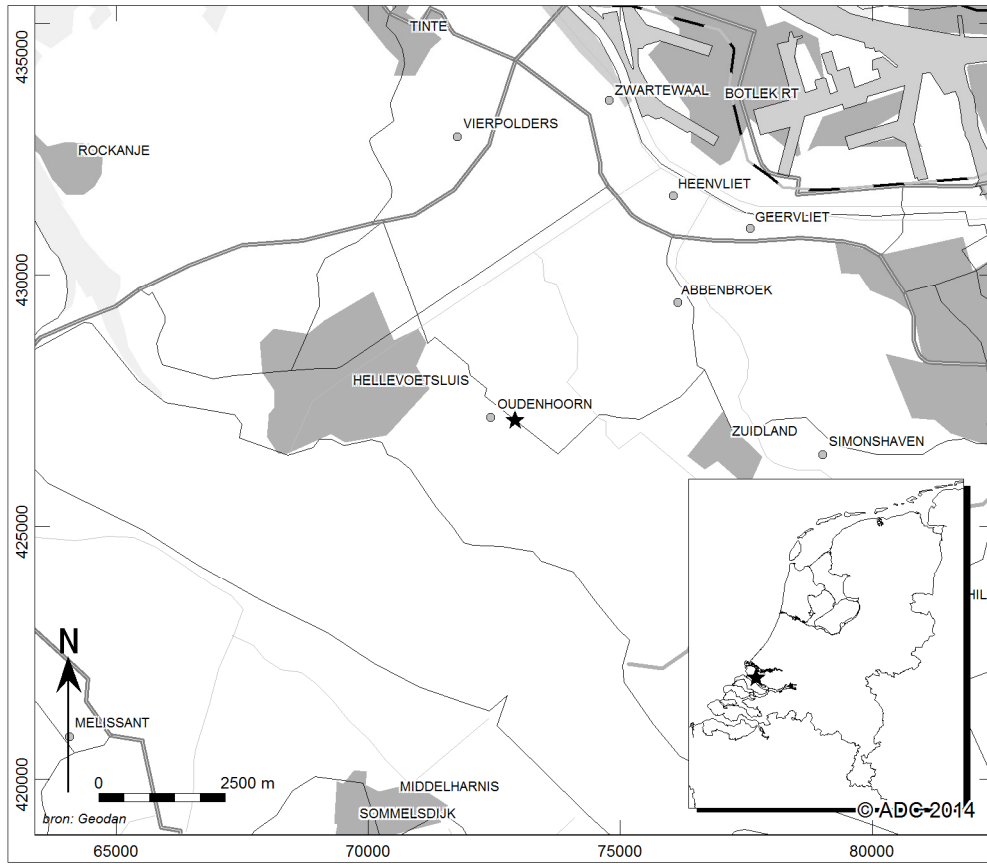 TINTE
435000
ZWARTEWAAL
BOTLEK RT
VIERPOLDERS
ROCKANJE
HEENVLIET
GEERVLIET
430000
ABBENBROEK
HELLEVOETSLUIS
OUDENHOORN
ZUIDLAND
SIMONSHAVEN
425000
HIL
N
MELISSANT
0 2500 m
MIDDELHARNIS
420000
SOMMELSDIJK
bron: Geodan
© ADC 2014
65000 70000 75000 80000